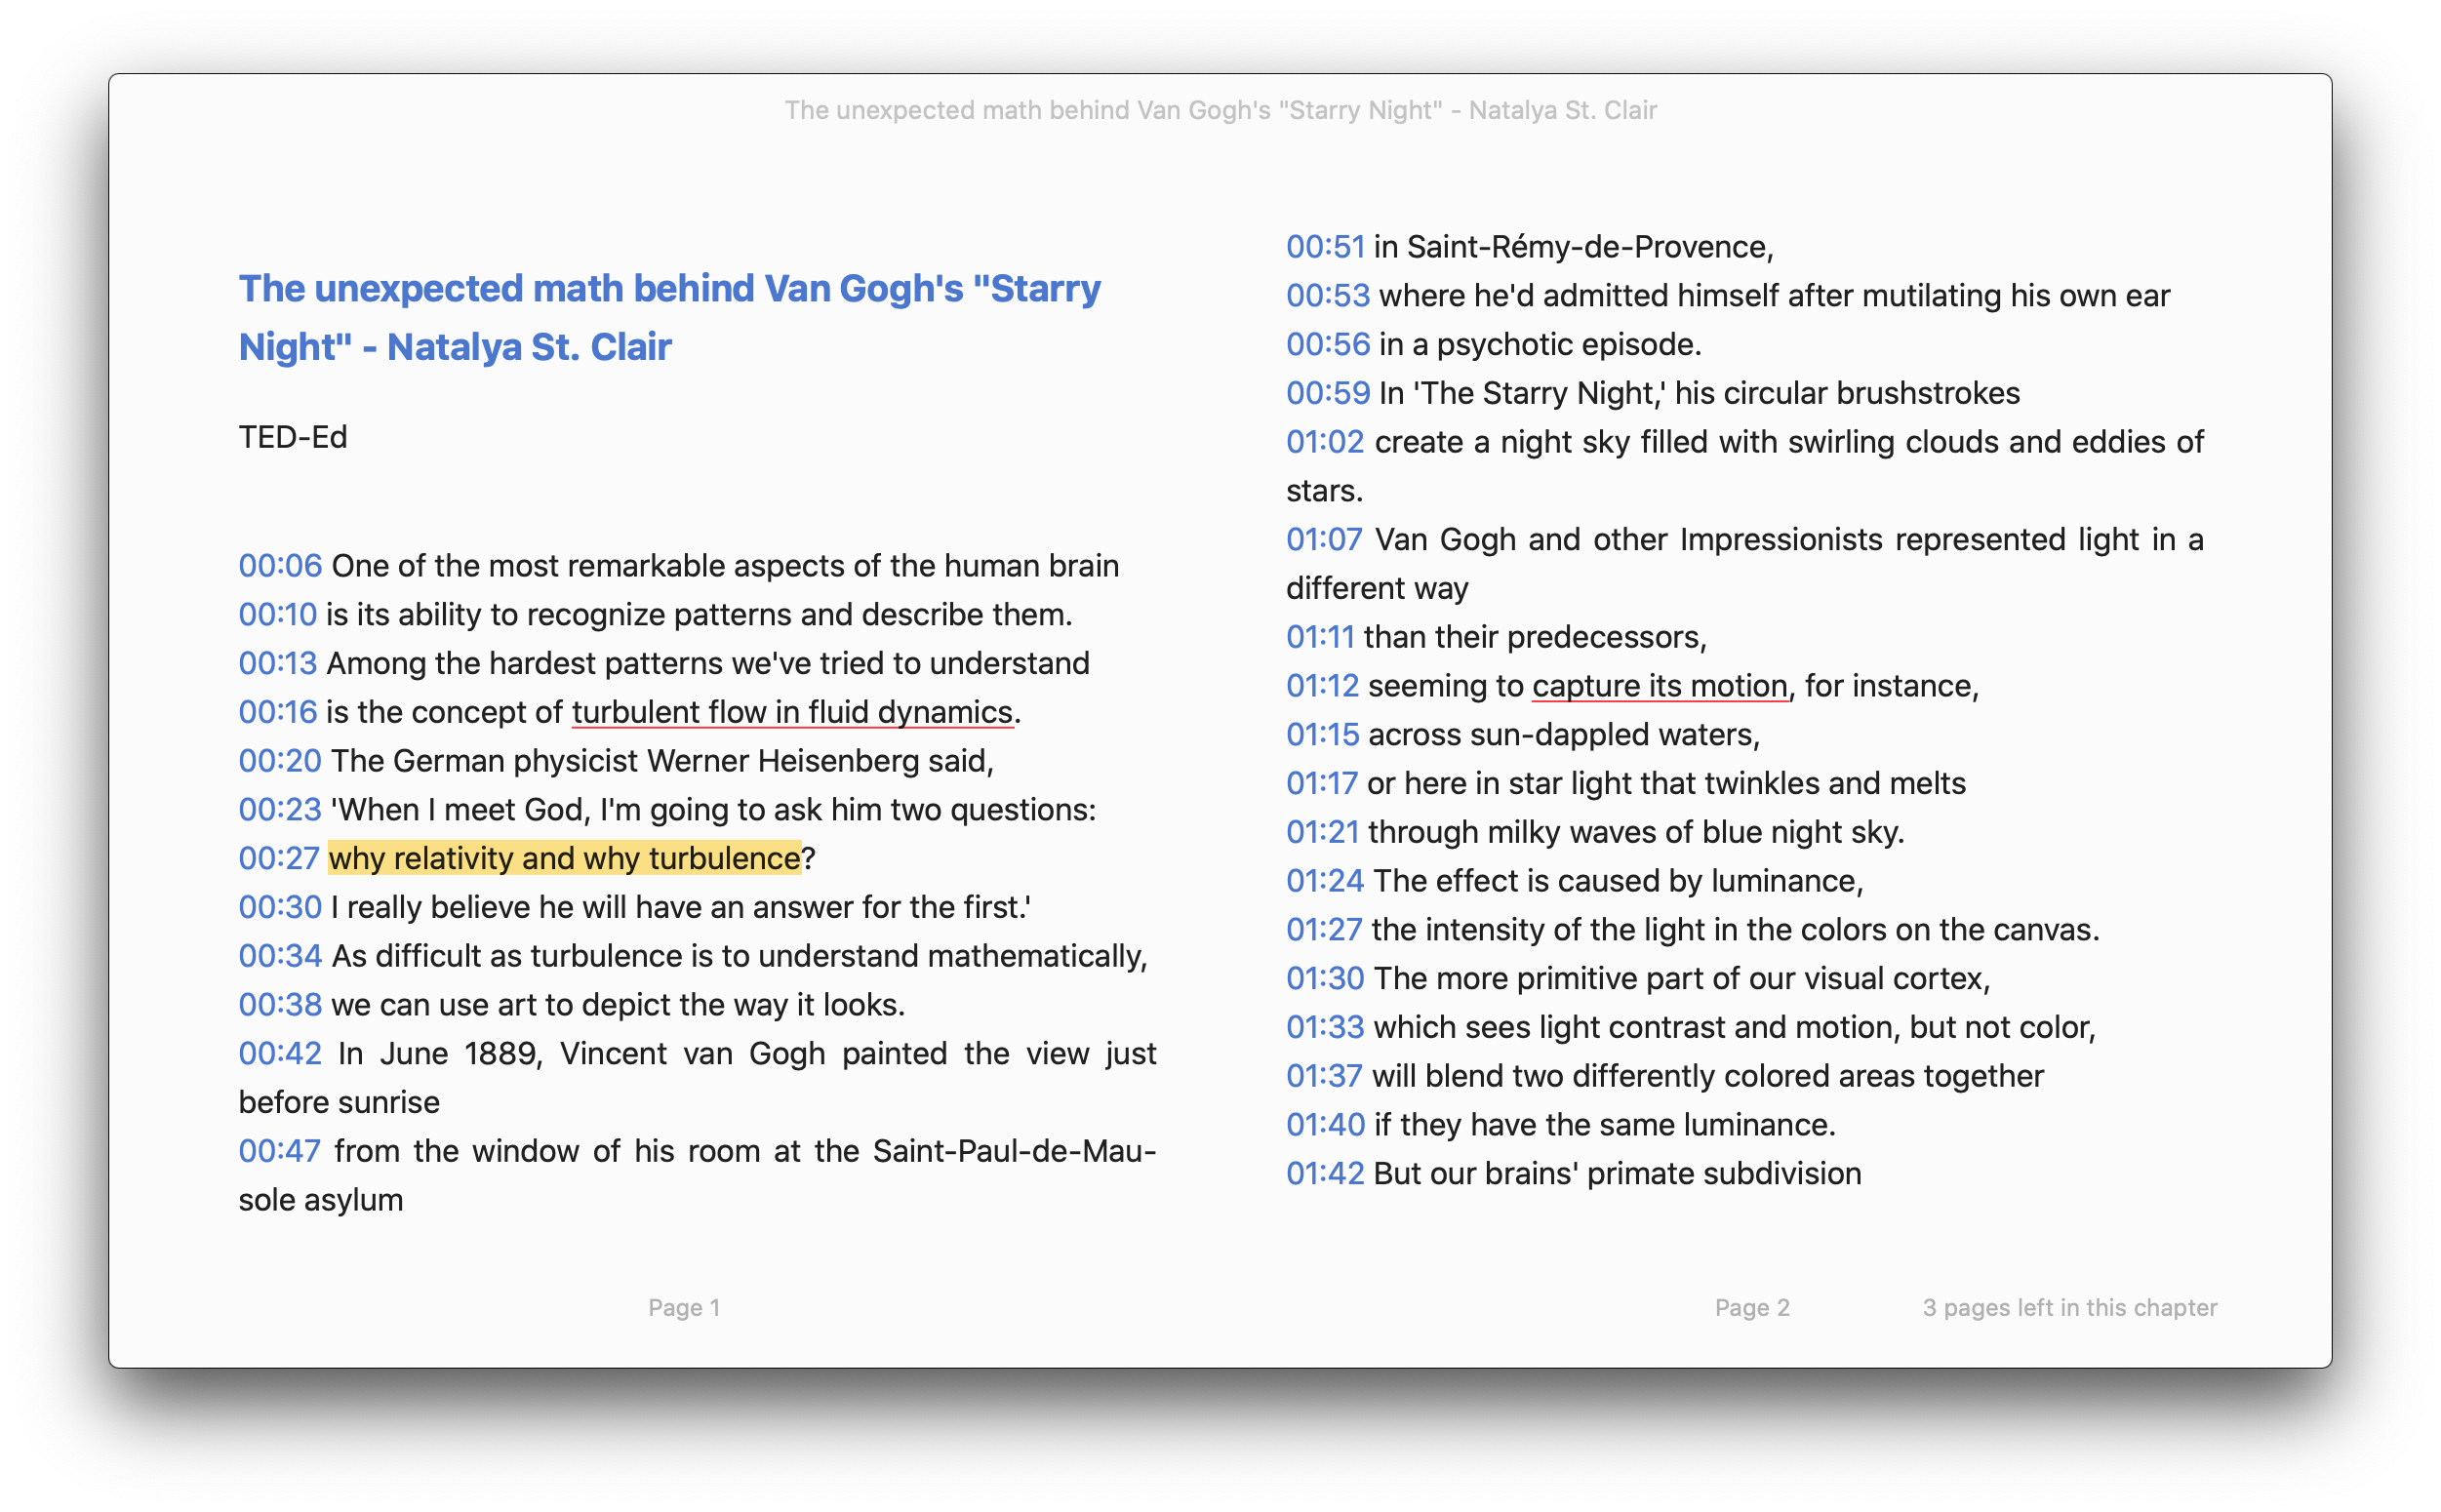 The unexpected math behind Van Gogh's "Starry Night" - Natalya St. Clair
The unexpected math behind Van Gogh's "Starry
Night" - Natalya St. Clair
TED-Ed
00:06 One of the most remarkable aspects of the human brain
00:10 is its ability to recognize patterns and describe them.
00:13 Among the hardest patterns we've tried to understand
00:16 is the concept of turbulent flow in fluid dynamics.
00:20 The German physicist Werner Heisenberg said,
00:23 'When I meet God, I'm going to ask him two questions:
00:27 why relativity and why turbulence?
00:30 I really believe he will have an answer for the first.'
00:34 As difficult as turbulence is to understand mathematically,
00:38 we can use art to depict the way it looks.
00:42 In June 1889, Vincent van Gogh painted the view just
before sunrise
00:47 from the window of his room at the Saint-Paul-de-Mau-
sole asylum
Page 1
00:51 in Saint-Rémy-de-Provence,
00:53 where he'd admitted himself after mutilating his own ear
00:56 in a psychotic episode.
00:59 In 'The Starry Night,' his circular brushstrokes
01:02 create a night sky filled with swirling clouds and eddies of
stars.
01:07 Van Gogh and other Impressionists represented light in a
different way
01:11 than their predecessors,
01:12 seeming to capture its motion, for instance,
01:15 across sun-dappled waters,
01:17 or here in star light that twinkles and melts
01:21 through milky waves of blue night sky.
01:24 The effect is caused by luminance,
01:27 the intensity of the light in the colors on the canvas.
01:30 The more primitive part of our visual cortex,
01:33 which sees light contrast and motion, but not color,
01:37 will blend two differently colored areas together
01:40 if they have the same luminance.
01:42 But our brains' primate subdivision
Page 2
3 pages left in this chapter